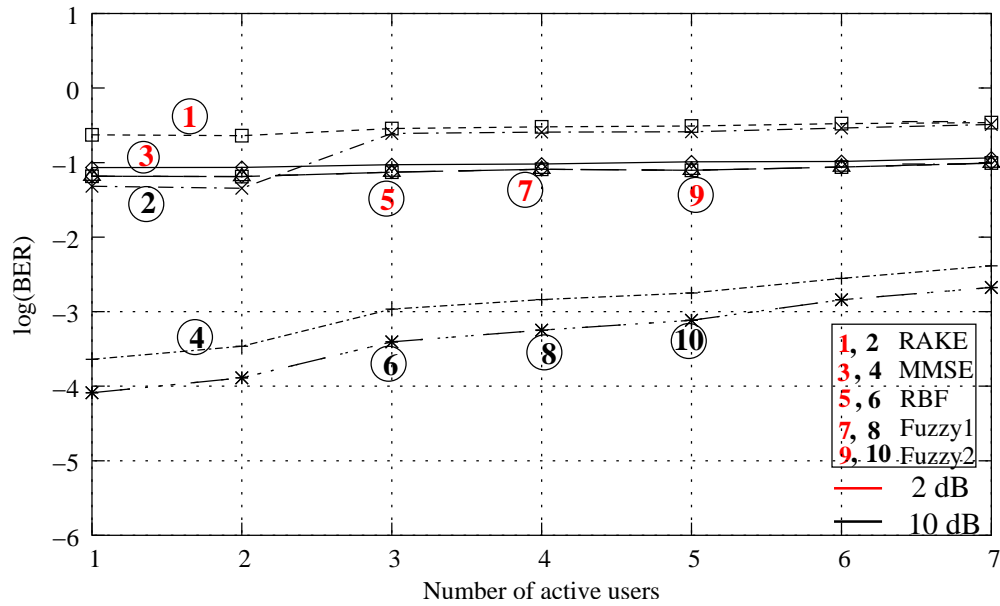 1
0
−1
−2
−3
−4
−5
−6
log(BER)
1
3
2
5
7
9
4
6
8
10
1, 2 RAKE
3, 4 MMSE
5, 6 RBF
7, 8 Fuzzy1
9, 10 Fuzzy2
2 dB
10 dB
1 2 3 4 5 6 7
Number of active users